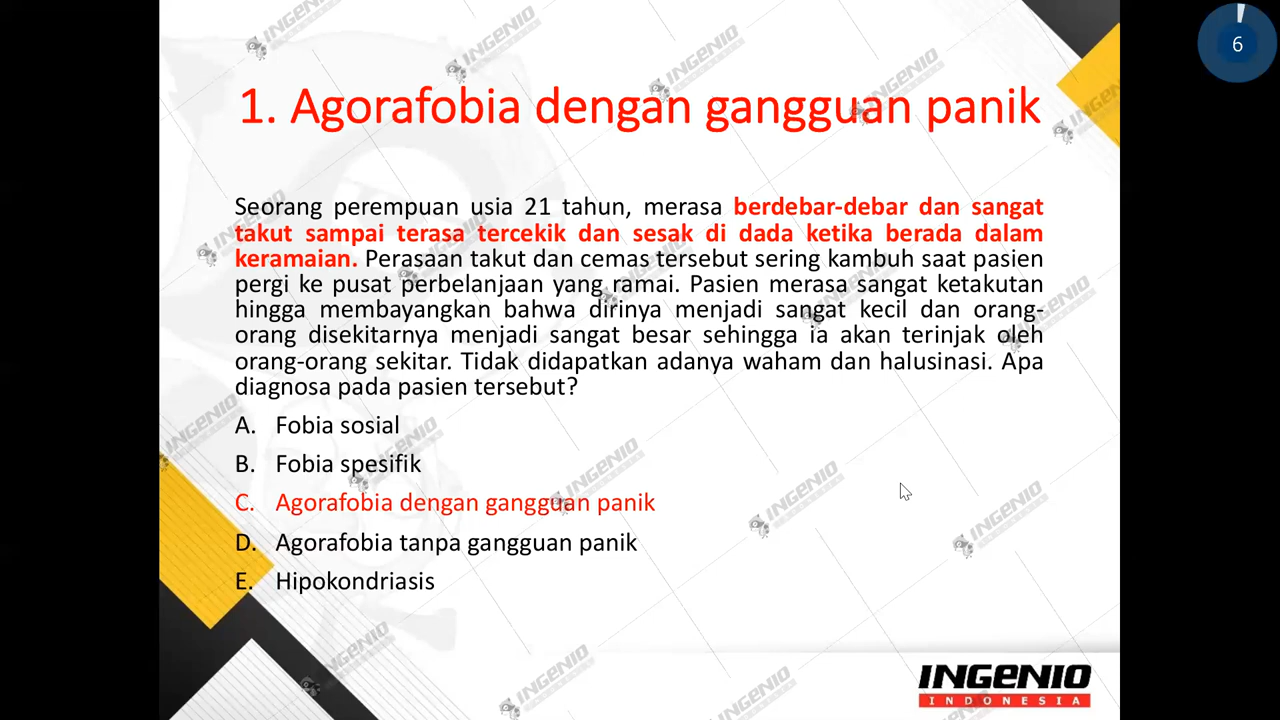 6
1. Agorafobia dengan gangguan panik
Seorang perempuan usia 21 tahun, merasa berdebar-debar dan sangat
takut sampai terasa tercekik dan sesak di dada ketika berada dalam
keramaian. Perasaan takut dan cemas tersebut sering kambuh saat pasien
pergi ke pusat perbelanjaan yang ramai. Pasien merasa sangat ketakutan
hingga membayangkan bahwa dirinya menjadi sangat kecil dan orang-
orang disekitarnya menjadi sangat besar sehingga ia akan terinjak oleh
orang-orang sekitar. Tidak didapatkan adanya waham dan halusinasi. Apa
diagnosa pada pasien tersebut?
A. Fobia sosial
B. Fobia spesifik
C. Agorafobia dengan gangguan panik
D. Agorafobia tanpa gangguan panik
E. Hipokondriasis
INGENIO
INDONESIA